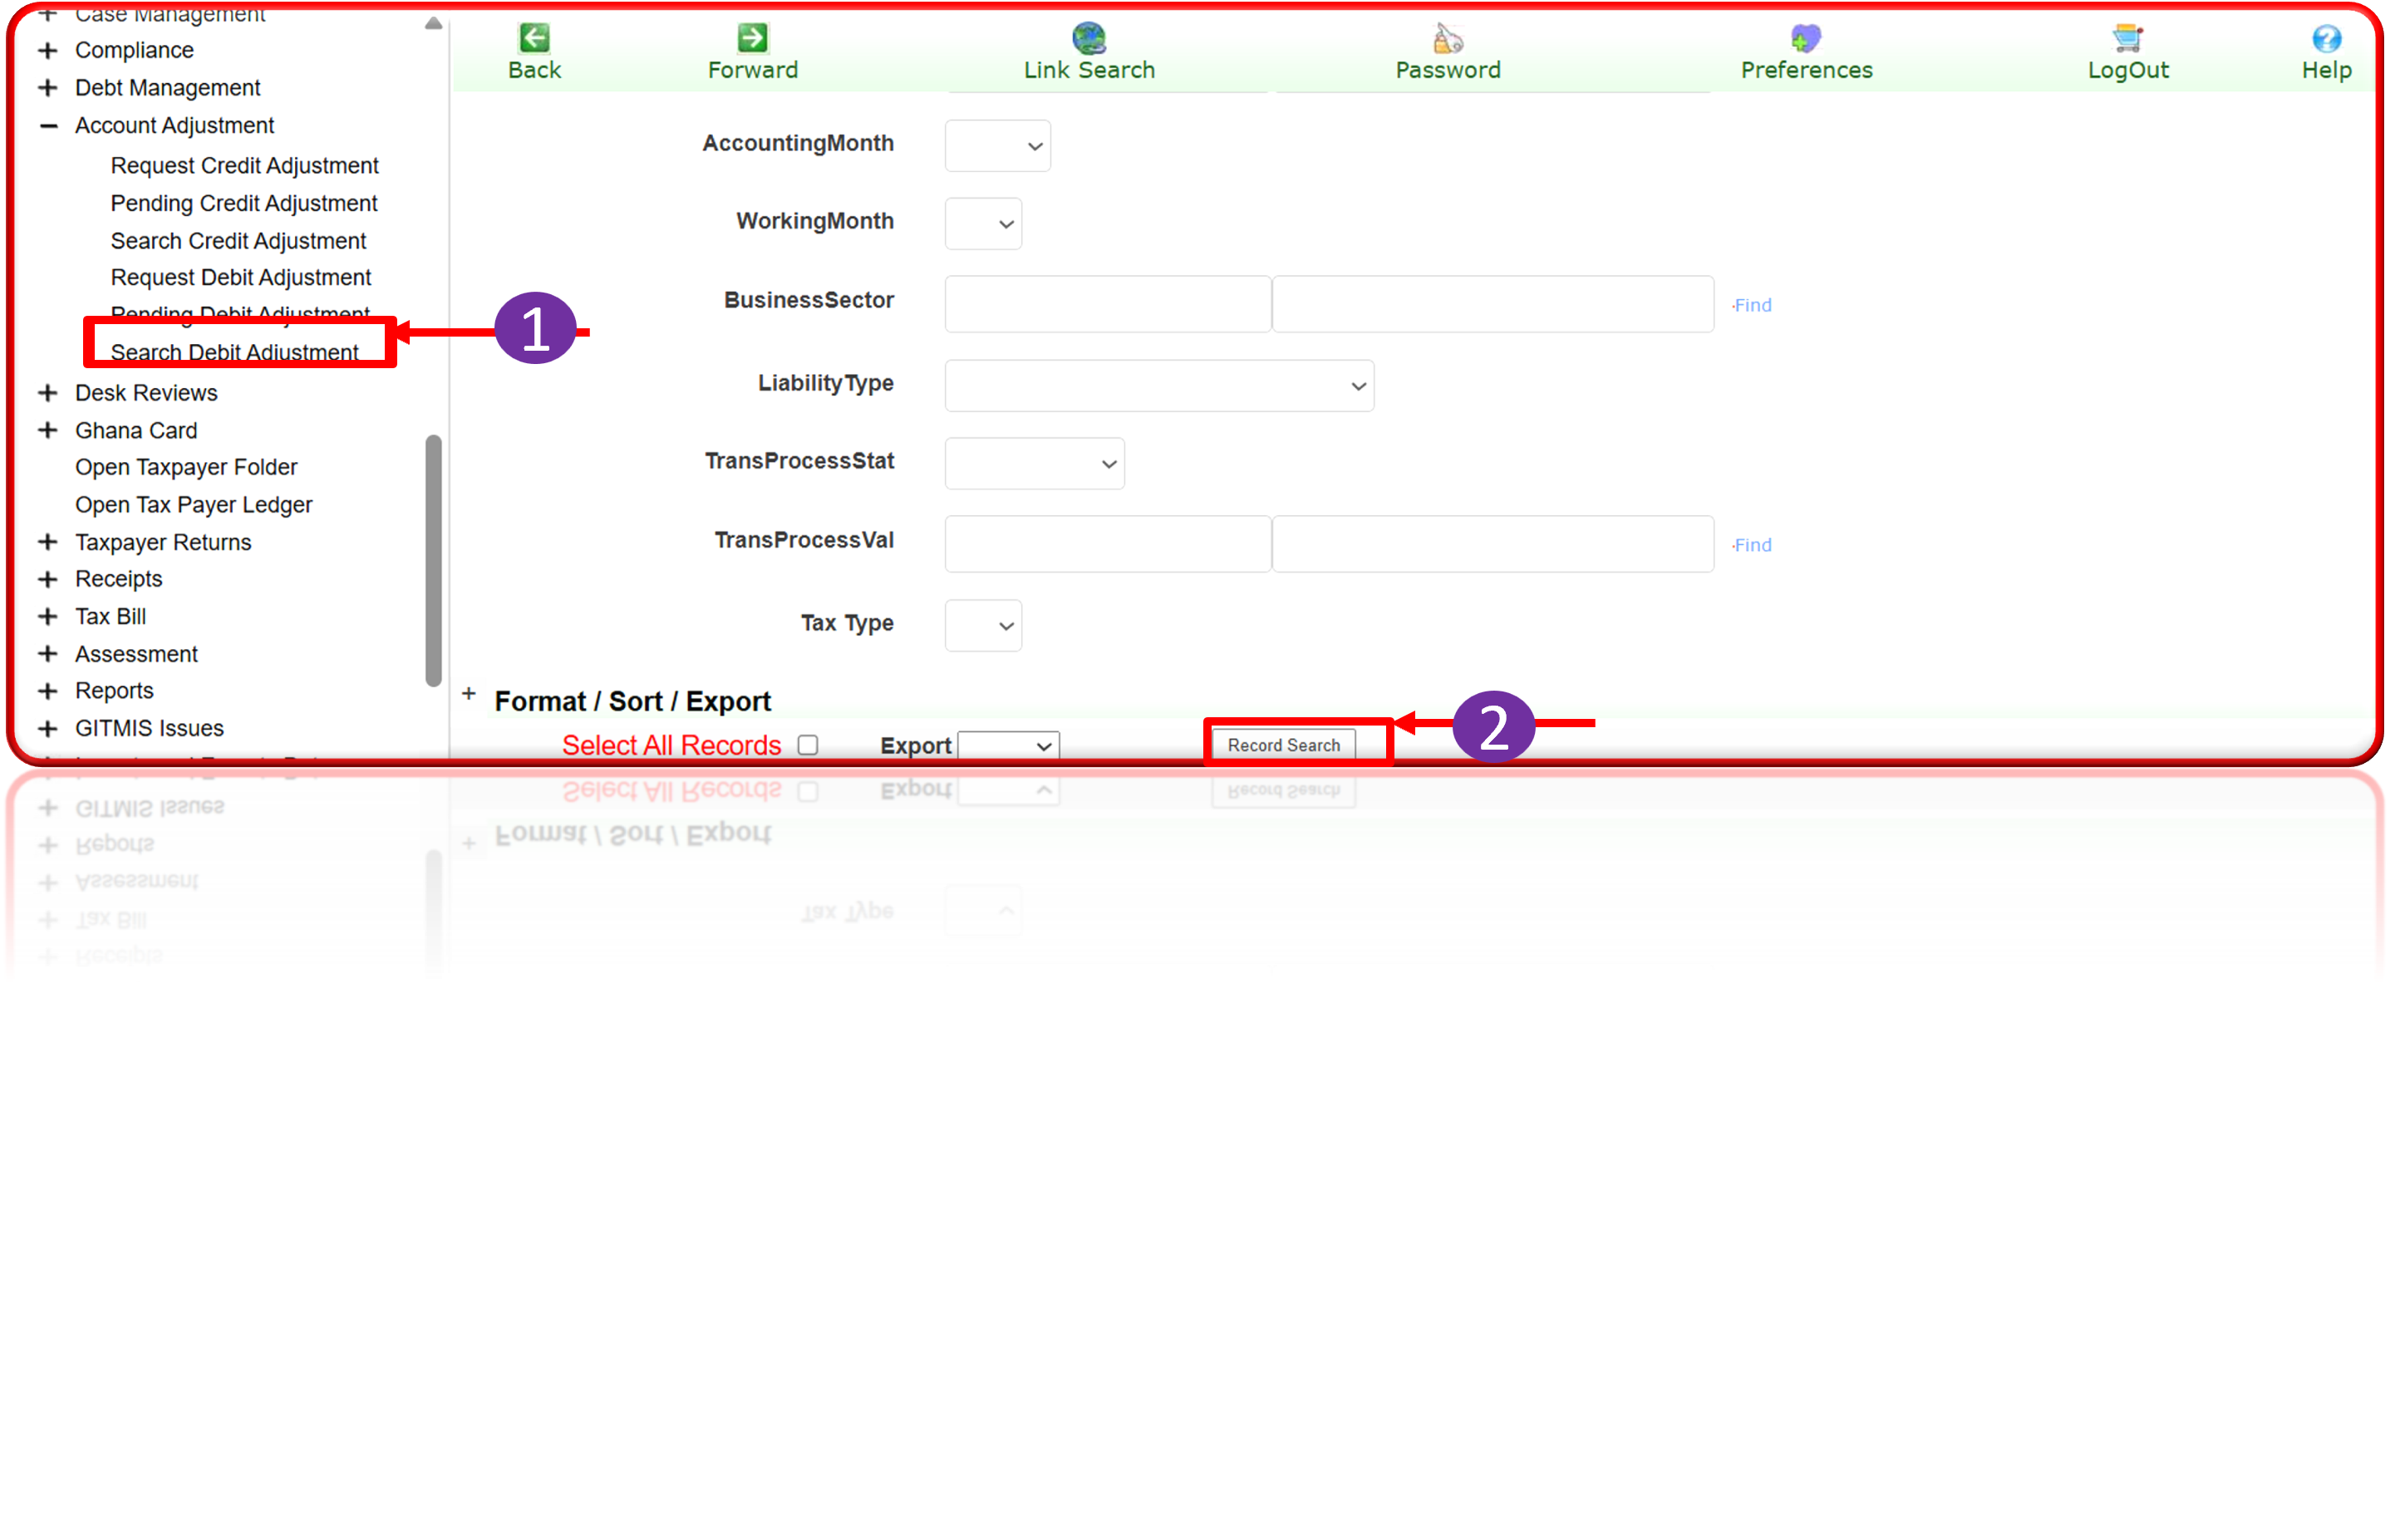 Case Management
Compliance
Debt Management
Account Adjustment
Request Credit Adjustment
Pending Credit Adjustment
Search Credit Adjustment
Request Debit Adjustment
Pending Debit Adjustment
Search Debit Adjustment
Desk Reviews
Ghana Card
Open Taxpayer Folder
Open Tax Payer Ledger
Taxpayer Returns
Receipts
Tax Bill
Assessment
Reports
GITMIS Issues
1
Back Forward Link Search Password Preferences LogOut Help
AccountingMonth
WorkingMonth
BusinessSector Find
LiabilityType
TransProcessStat
TransProcessVal Find
Tax Type
+ Format / Sort / Export
Select All Records Export Record Search
2